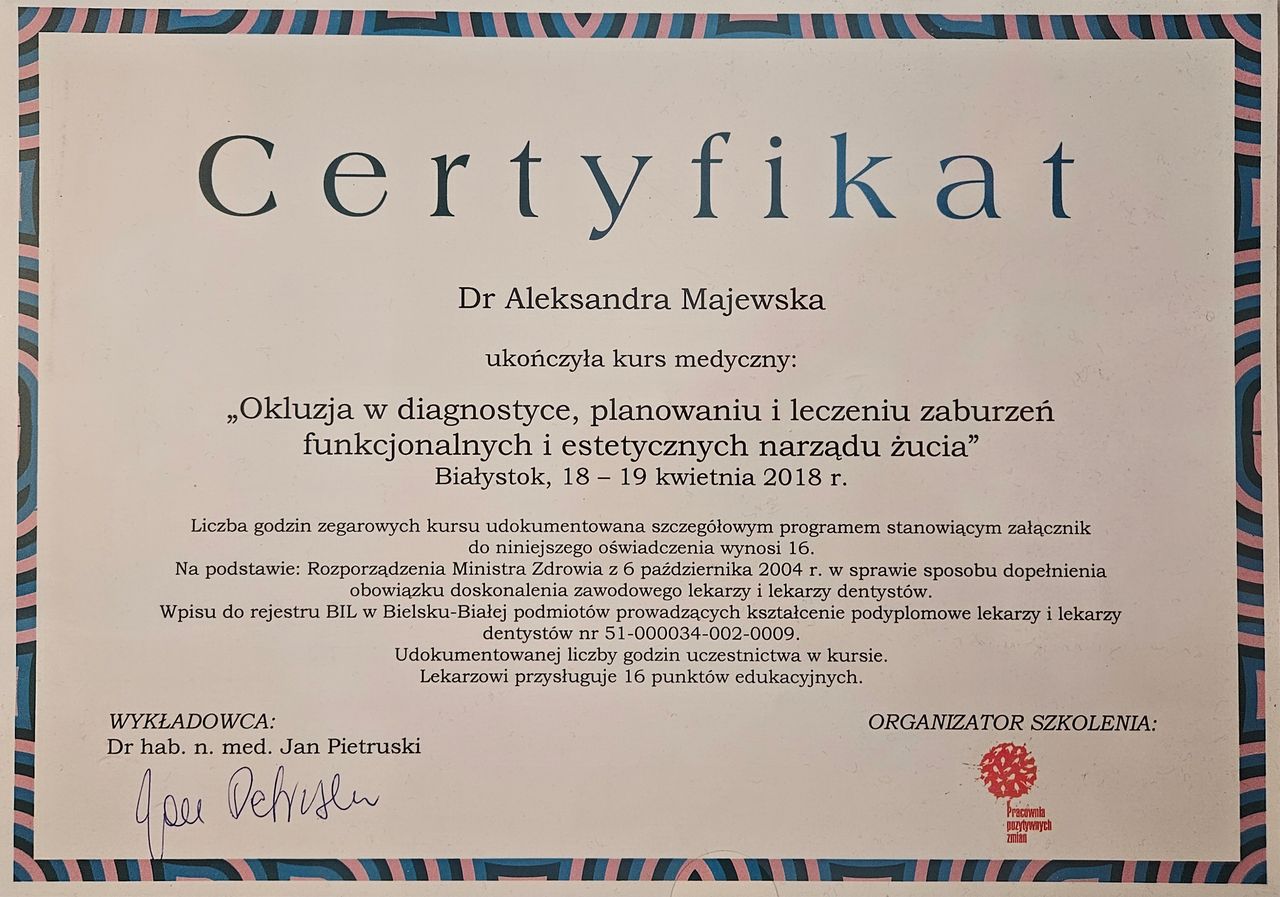 Certyfikat
Dr Aleksandra Majewska
ukończyła kurs medyczny:
„Okluzja w diagnostyce, planowaniu i leczeniu zaburzeń
funkcjonalnych i estetycznych narządu żucia”
Białystok, 18 – 19 kwietnia 2018 r.
Liczba godzin zegarowych kursu udokumentowana szczegółowym programem stanowiącym załącznik
do niniejszego oświadczenia wynosi 16.
Na podstawie: Rozporządzenia Ministra Zdrowia z 6 października 2004 r. w sprawie sposobu dopełnienia
obowiązku doskonalenia zawodowego lekarzy i lekarzy dentystów.
Wpisu do rejestru BIL w Bielsku-Białej podmiotów prowadzących kształcenie podyplomowe lekarzy i lekarzy
dentystów nr 51-000034-002-0009.
Udokumentowanej liczby godzin uczestnictwa w kursie.
Lekarzowi przysługuje 16 punktów edukacyjnych.
WYKŁADOWCA:
Dr hab. n. med. Jan Pietruski
ORGANIZATOR SZKOLENIA:
Pracownia
pozytywnych
zmian